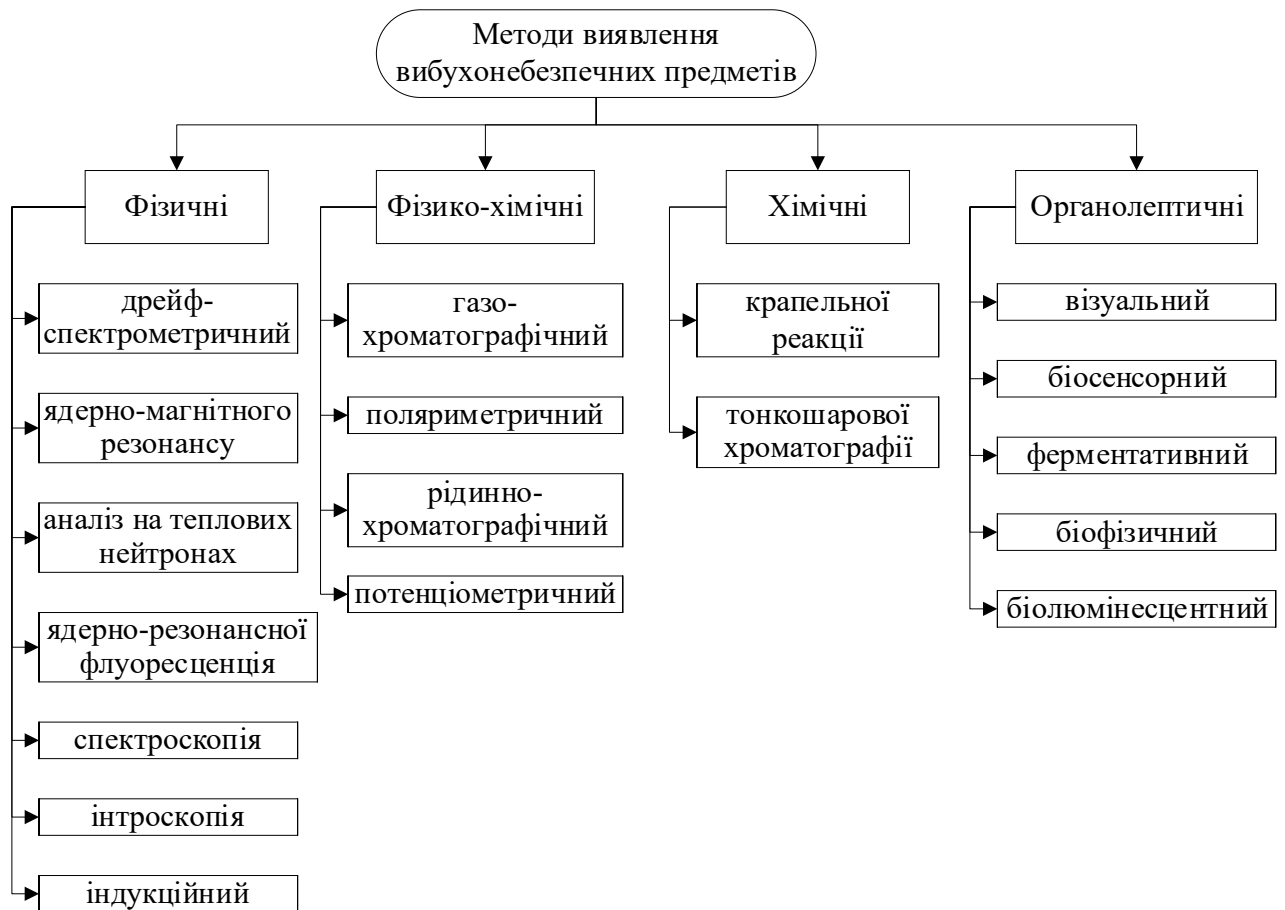 Методи виявлення
вибухонебезпечних предметів
Фізичні
дрейф-
спектрометричний
ядерно-магнітного
резонансу
аналіз на теплових
нейтронах
ядерно-резонансної
флуоресценція
спектроскопія
інтроскопія
індукційний
Фізико-хімічні
газо-
хроматографічний
поляриметричний
рідинно-
хроматографічний
потенціометричний
Хімічні
крапельної
реакції
тонкошарової
хроматографії
Органолептичні
візуальний
біосенсорний
ферментативний
біофізичний
біолюмінесцентний